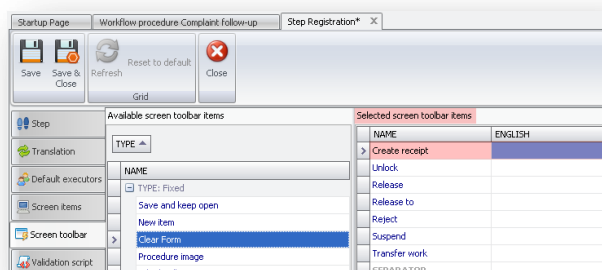 Startup Page Workflow procedure Complaint follow-up Step Registration* X
Save Save & Close Refresh Reset to default Close
Grid
Step
Translation
Default executors
Screen items
Screen toolbar
Validation script
Available screen toolbar items
TYPE
NAME
TYPE: Fixed
Save and keep open
New item
Clear Form
Procedure image
Selected screen toolbar items
NAME ENGLISH
Create receipt
Unlock
Release
Release to
Reject
Suspend
Transfer work
SEPARATOR